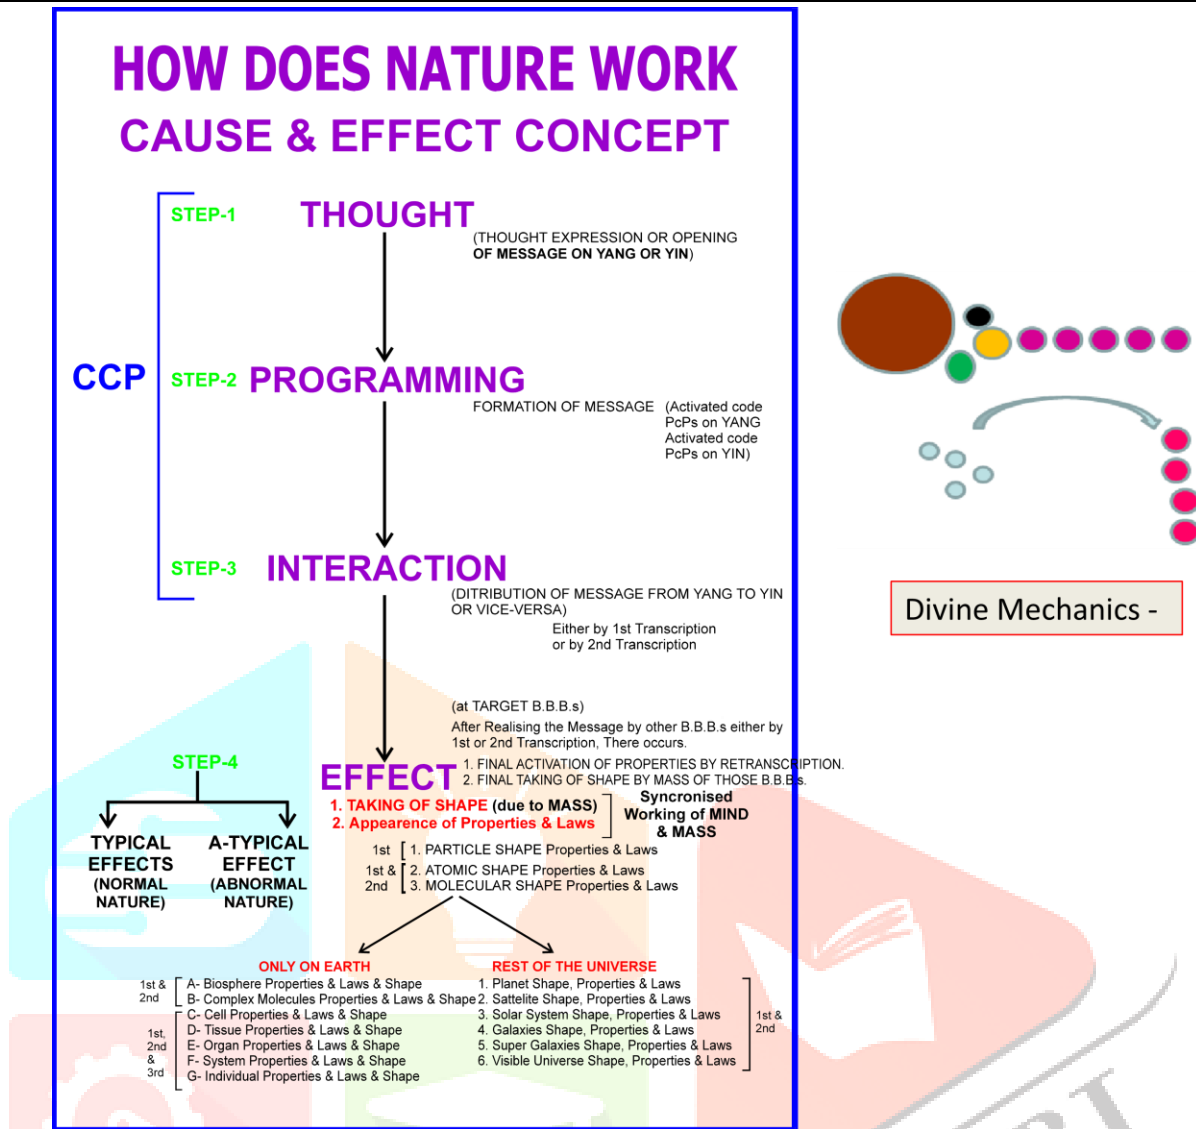 HOW DOES NATURE WORK
CAUSE & EFFECT CONCEPT
STEP-1
THOUGHT
(THOUGHT EXPRESSION OR OPENING
OF MESSAGE ON YANG OR YIN)
CCP
STEP-2
PROGRAMMING
FORMATION OF MESSAGE (Activated code
PcPs on YANG
Activated code
PcPs on YIN)
STEP-3
INTERACTION
(DITRIBUTION OF MESSAGE FROM YANG TO YIN
OR VICE-VERSA)
Either by 1st Transcription
or by 2nd Transcription
Divine Mechanics -
(at TARGET B.B.B.s)
After Realising the Message by other B.B.B.s either by
1st or 2nd Transcription, There occurs.
STEP-4
EFFECT
1. FINAL ACTIVATION OF PROPERTIES BY RETRANSCRIPTION.
2. FINAL TAKING OF SHAPE BY MASS OF THOSE B.B.B.s.
1. TAKING OF SHAPE (due to MASS)
2. Appearence of Properties & Laws
Syncronised
Working of MIND
& MASS
TYPICAL
EFFECTS
(NORMAL
NATURE)
A-TYPICAL
EFFECT
(ABNORMAL
NATURE)
1st
1. PARTICLE SHAPE Properties & Laws
1st &
2nd
2. ATOMIC SHAPE Properties & Laws
3. MOLECULAR SHAPE Properties & Laws
ONLY ON EARTH
1st &
2nd
A- Biosphere Properties & Laws & Shape
B- Complex Molecules Properties & Laws & Shape
1st,
2nd
&
3rd
C- Cell Properties & Laws & Shape
D- Tissue Properties & Laws & Shape
E- Organ Properties & Laws & Shape
F- System Properties & Laws & Shape
G- Individual Properties & Laws & Shape
REST OF THE UNIVERSE
1. Planet Shape, Properties & Laws
2. Sattelite Shape, Properties & Laws
3. Solar System Shape, Properties & Laws
4. Galaxies Shape, Properties & Laws
5. Super Galaxies Shape, Properties & Laws
6. Visible Universe Shape, Properties & Laws
1st &
2nd